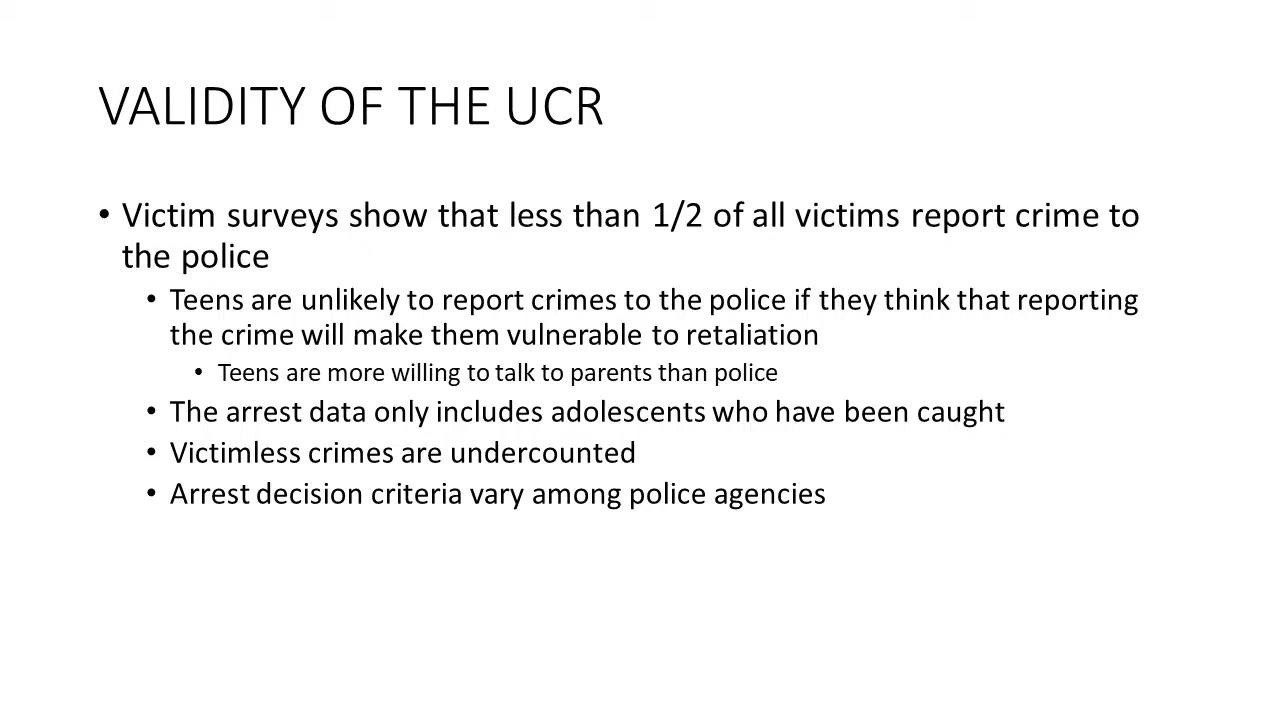 VALIDITY OF THE UCR
• Victim surveys show that less than 1/2 of all victims report crime to
the police
• Teens are unlikely to report crimes to the police if they think that reporting
the crime will make them vulnerable to retaliation
• Teens are more willing to talk to parents than police
• The arrest data only includes adolescents who have been caught
• Victimless crimes are undercounted
• Arrest decision criteria vary among police agencies